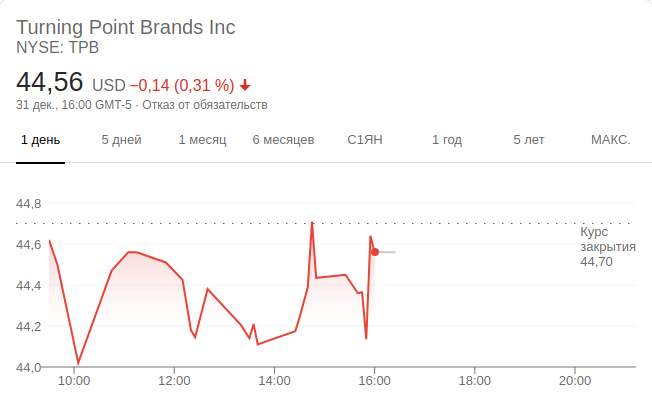 Turning Point Brands Inc
NYSE: TPB
44,56 USD −0,14 (0,31 %)
31 дек., 16:00 GMT-5 · Отказ от обязательств
1 день 5 дней 1 месяц 6 месяцев С1ЯН 1 год 5 лет МАКС.
44,8
Курс
44,6
закрытия
44,70
44,4
44,2
44,0
10:00 12:00 14:00 16:00 18:00 20:00